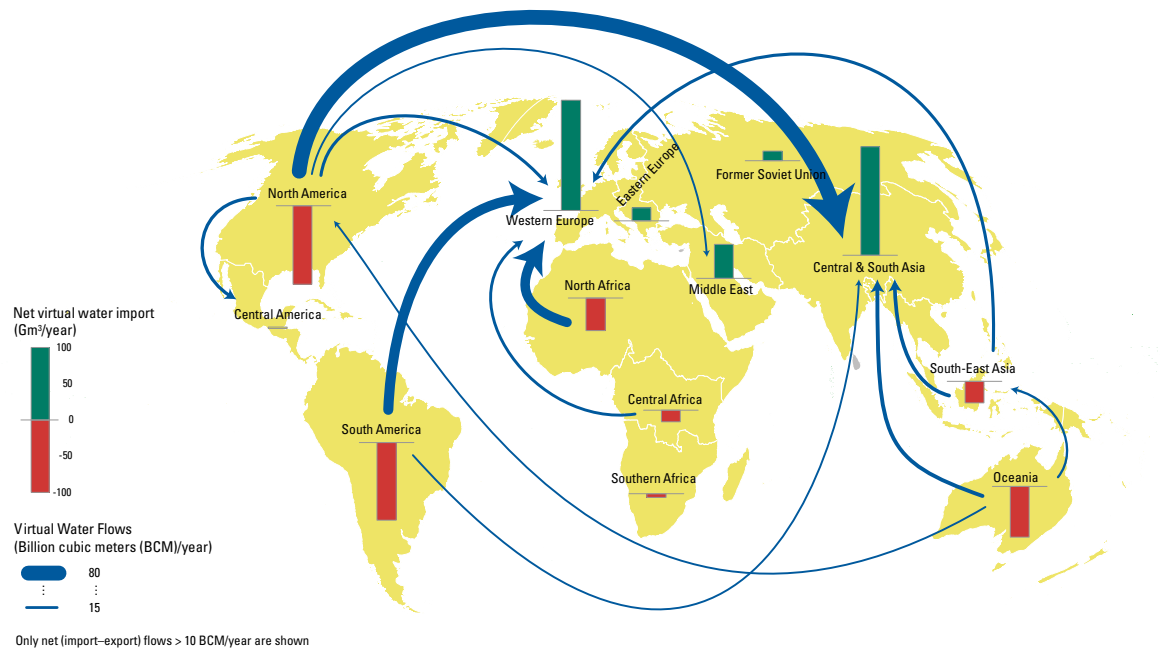 Eastern Europe
Former Soviet Union
North America
Western Europe
Central & South Asia
North Africa
Middle East
Central America
Net virtual water import
(Gm³/year)
100
50
0
-50
-100
South-East Asia
Central Africa
South America
Southern Africa
Oceania
Virtual Water Flows
(Billion cubic meters (BCM)/year)
80
15
Only net (import–export) flows > 10 BCM/year are shown